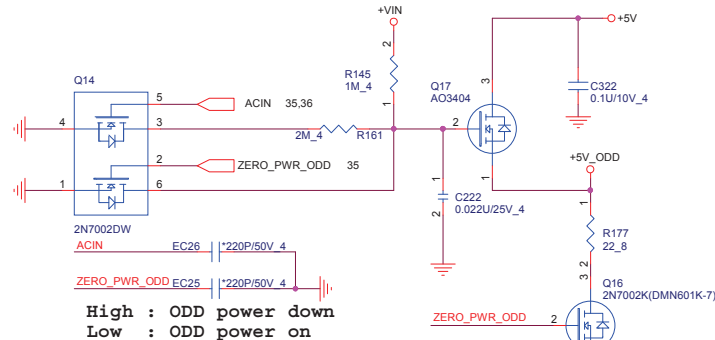 +VIN
+5V
2
R145
1M_4
1
Q14
5
ACIN 35,36
4
3
2M_4
R161
2
ZERO_PWR_ODD 35
1
6
2N7002DW
Q17
AO3404
3
2
1
C322
0.1U/10V_4
+5V_ODD
1
C222
2
0.022U/25V_4
1
R177
22_8
2
3
Q16
2N7002K(DMN601K-7)
ZERO_PWR_ODD
2
ACIN
EC26
*220P/50V_4
ZERO_PWR_ODD
EC25
*220P/50V_4
High : ODD power down
Low : ODD power on